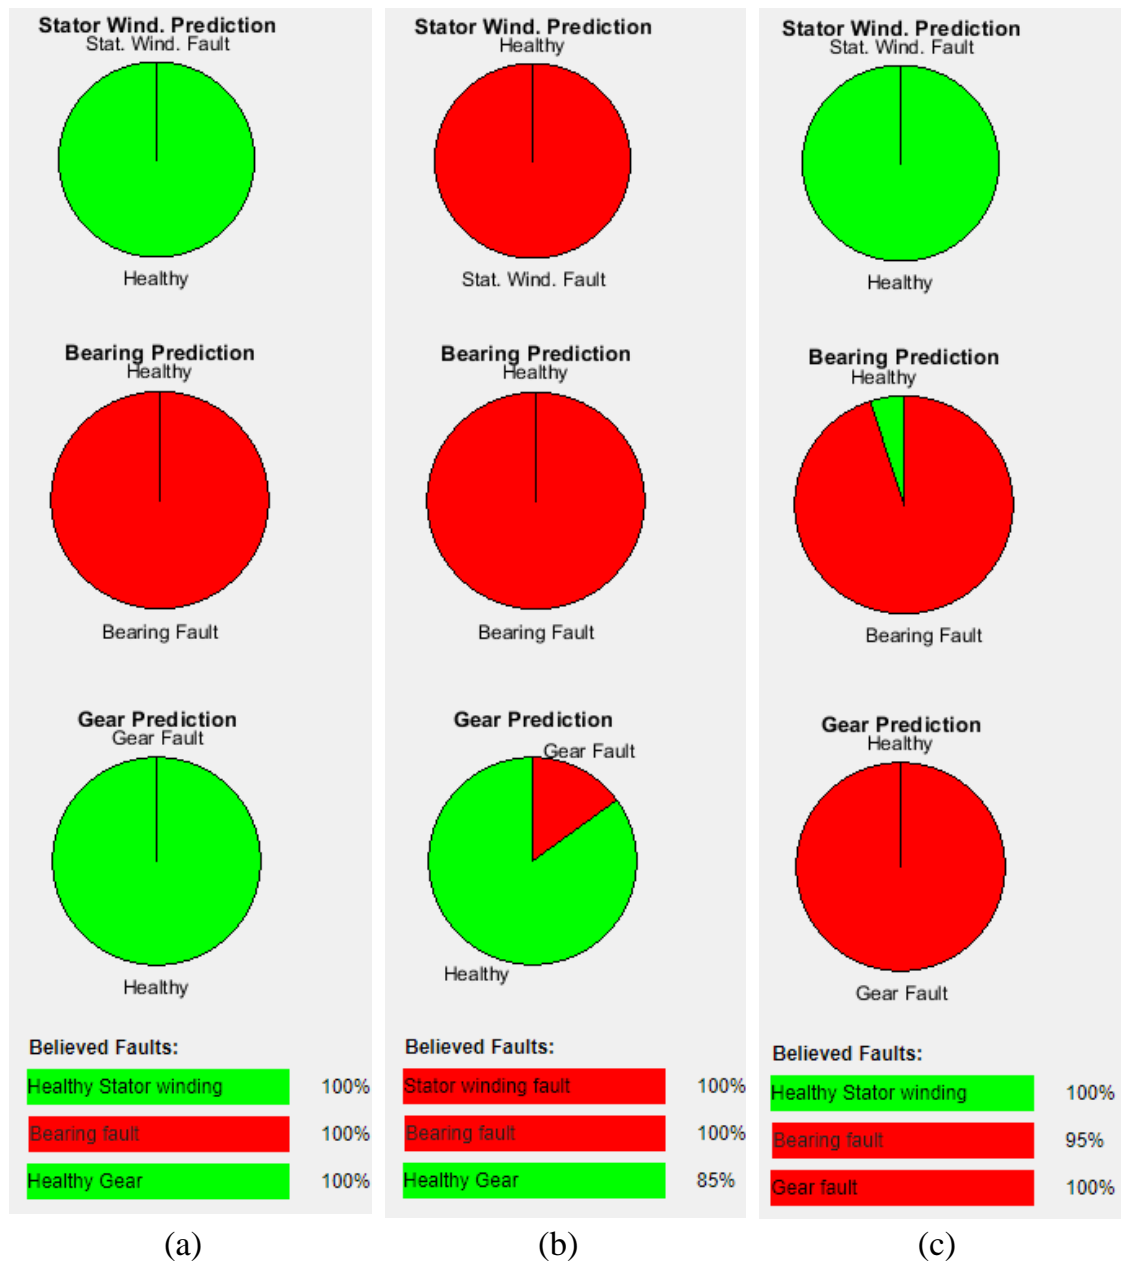 Stator Wind. Prediction
Stat. Wind. Fault
Healthy
Bearing Prediction
Healthy
Bearing Fault
Gear Prediction
Gear Fault
Healthy
Believed Faults:
Healthy Stator winding 100%
Bearing fault 100%
Healthy Gear 100%
(a)
Stator Wind. Prediction
Healthy
Stat. Wind. Fault
Bearing Prediction
Healthy
Bearing Fault
Gear Prediction
Gear Fault
Healthy
Believed Faults:
Stator winding fault 100%
Bearing fault 100%
Healthy Gear 85%
(b)
Stator Wind. Prediction
Stat. Wind. Fault
Healthy
Bearing Prediction
Healthy
Bearing Fault
Gear Prediction
Healthy
Gear Fault
Believed Faults:
Healthy Stator winding 100%
Bearing fault 95%
Gear fault 100%
(c)